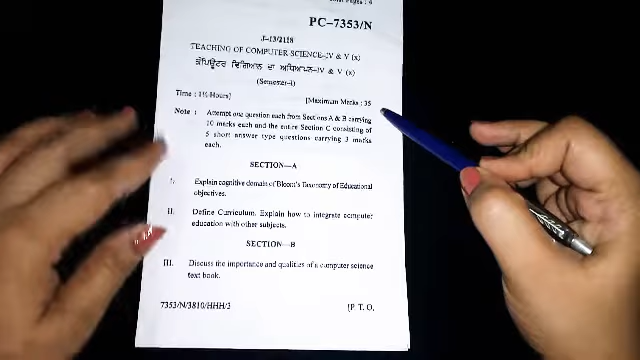 PC-7353/N
J-13/2118
TEACHING OF COMPUTER SCIENCE-IV & V (x)
ਕੰਪਿਊਟਰ ਵਿਗਿਆਨ ਦਾ ਅਧਿਆਪਨ-IV & V (x)
(Semester-I)
Time : 1½ Hours]
[Maximum Marks : 35
Note : Attempt one question each from Sections A & B carrying
10 marks each and the entire Section C consisting of
5 short answer type questions carrying 3 marks
each.
SECTION-A
I. Explain cognitive domain of Bloom's Taxonomy of Educational
objectives.
II. Define Curriculum. Explain how to integrate computer
education with other subjects.
SECTION-B
III. Discuss the importance and qualities of a computer science
text book.
7353/N/3810/HHH/3
[P. T. O.